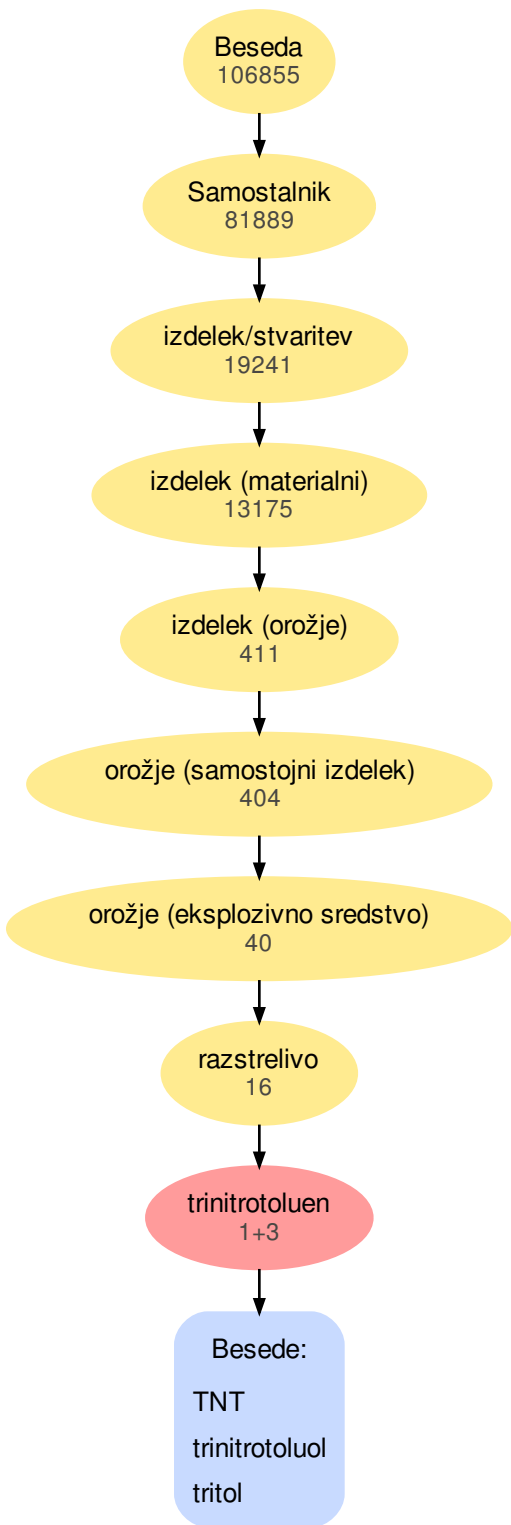 Beseda
106855
Samostalnik
81889
izdelek/stvaritev
19241
izdelek (materialni)
13175
izdelek (orožje)
411
orožje (samostojni izdelek)
404
orožje (eksplozivno sredstvo)
40
razstrelivo
16
trinitrotoluen
1+3
Besede:
TNT
trinitrotoluol
tritol